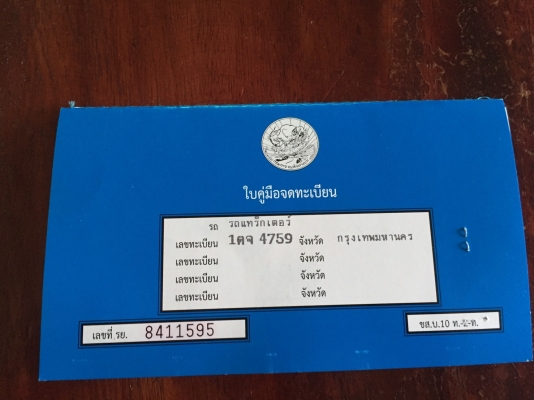 ใบคู่มือจดทะเบียน
รถ รถแทร็กเตอร์
เลขทะเบียน 1ตจ 4759 จังหวัด กรุงเทพมหานคร
เลขทะเบียน จังหวัด
เลขทะเบียน จังหวัด
เลขทะเบียน จังหวัด
เลขที่ รย. 8411595
ขส.บ.10 ท.-ต.-ท.